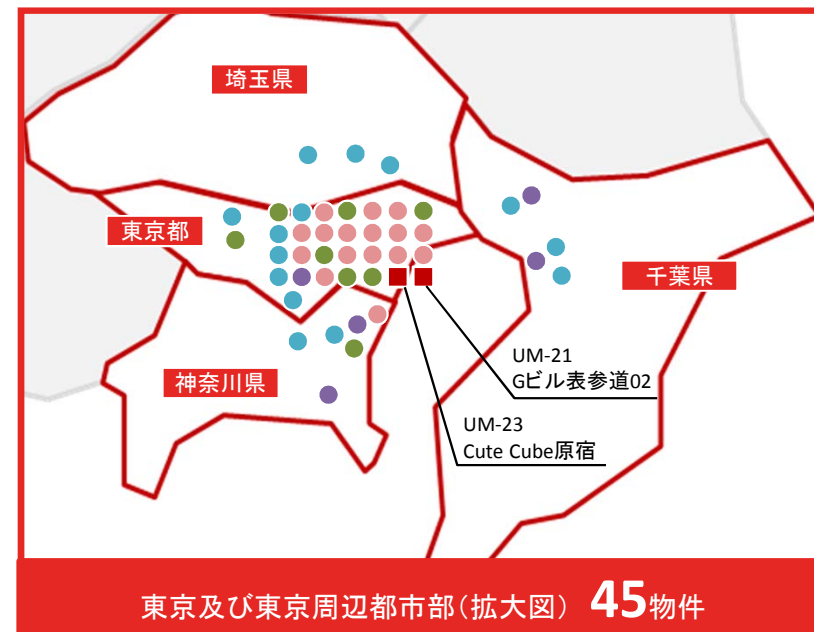 埼玉県
東京都
千葉県
UM-21
Gビル表参道02
神奈川県
UM-23
Cute Cube原宿
東京及び東京周辺都市部(拡大図) 45物件